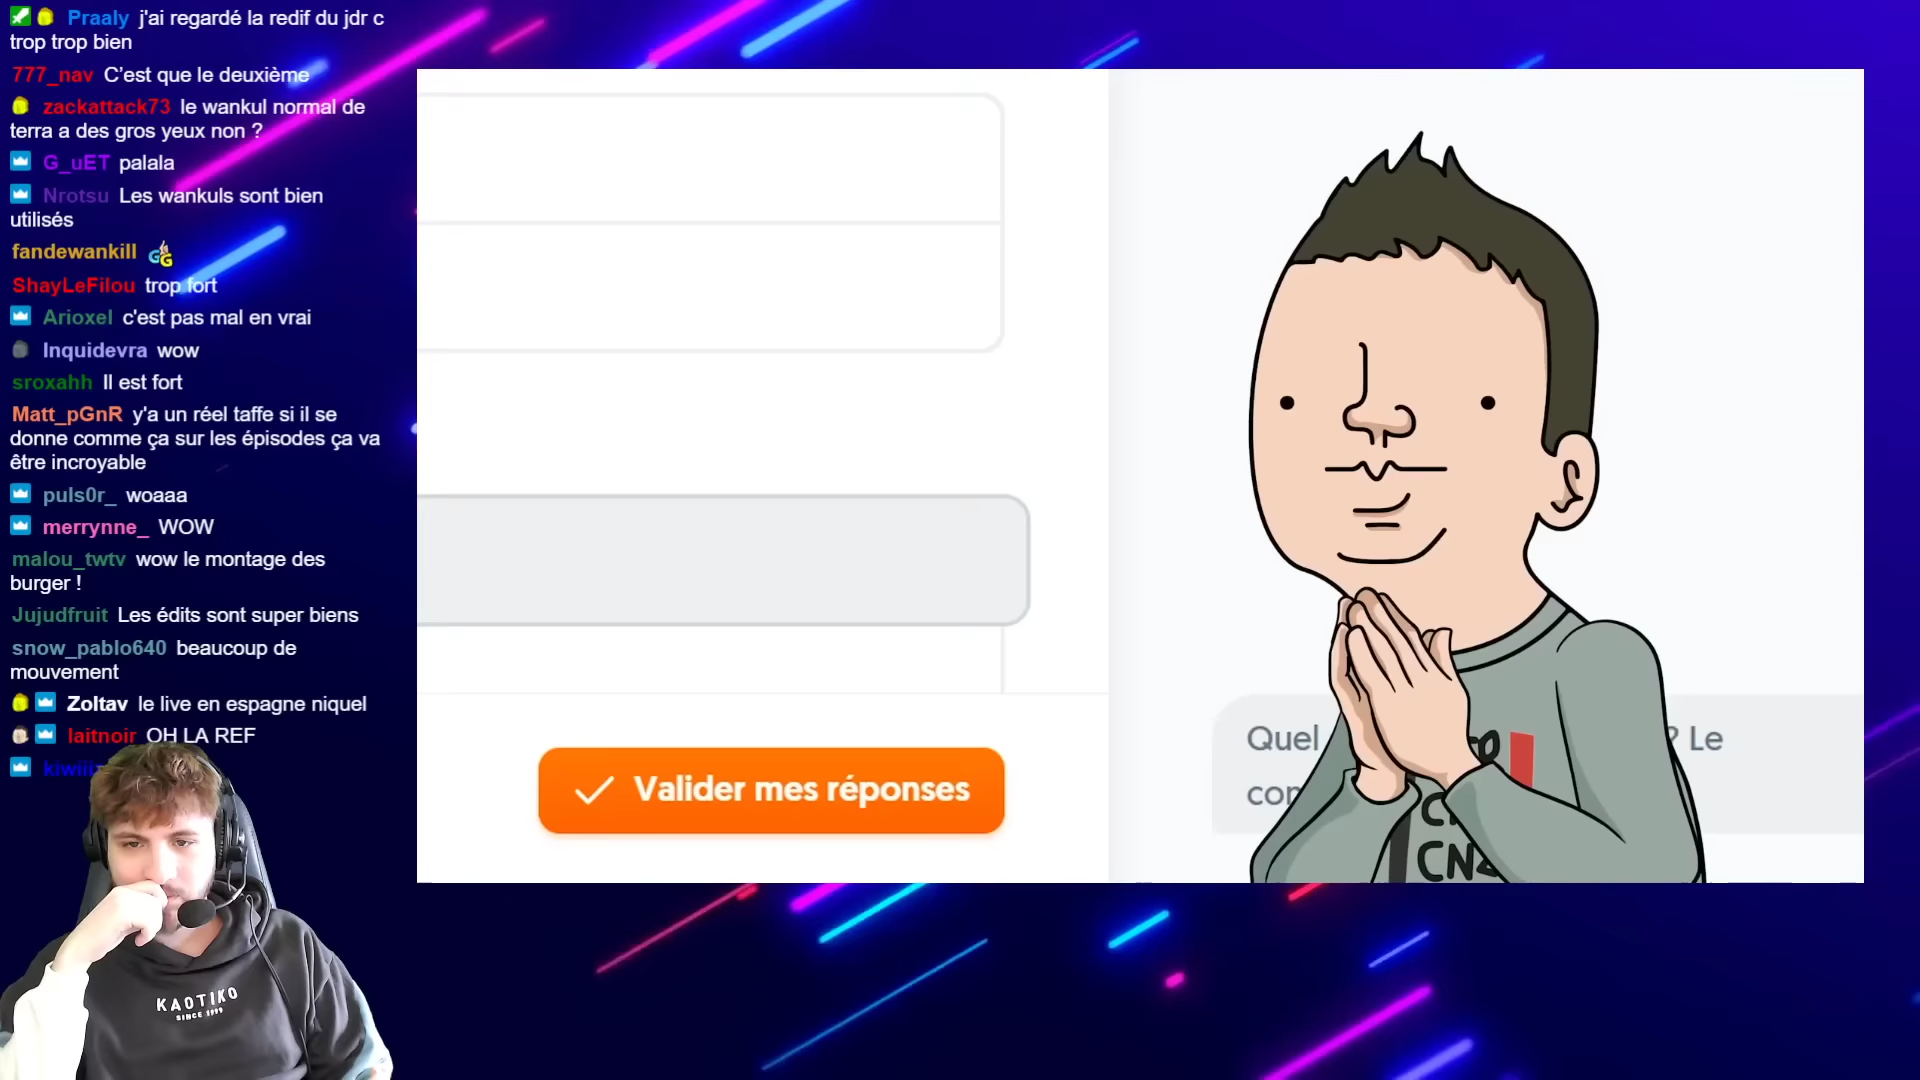 Praaly j'ai regardé la redif du jdr c
trop trop bien
777_nav C'est que le deuxième
zackattack73 le wankul normal de
terra a des gros yeux non ?
G_uET palala
Nrotsu Les wankuls sont bien
utilisés
fandewankill
ShayLeFilou trop fort
Arioxel c'est pas mal en vrai
Inquidevra wow
sroxahh Il est fort
Matt_pGnR y'a un réel taffe si il se
donne comme ça sur les épisodes ça va
être incroyable
puls0r_ woaaa
merrynne_ WOW
malou_twtv wow le montage des
burger !
Jujudfruit Les édits sont super biens
snow_pablo640 beaucoup de
mouvement
Zoltav le live en espagne niquel
laitnoir OH LA REF
Valider mes réponses
Quel ? Le
KAOTIKO
SINCE 1999